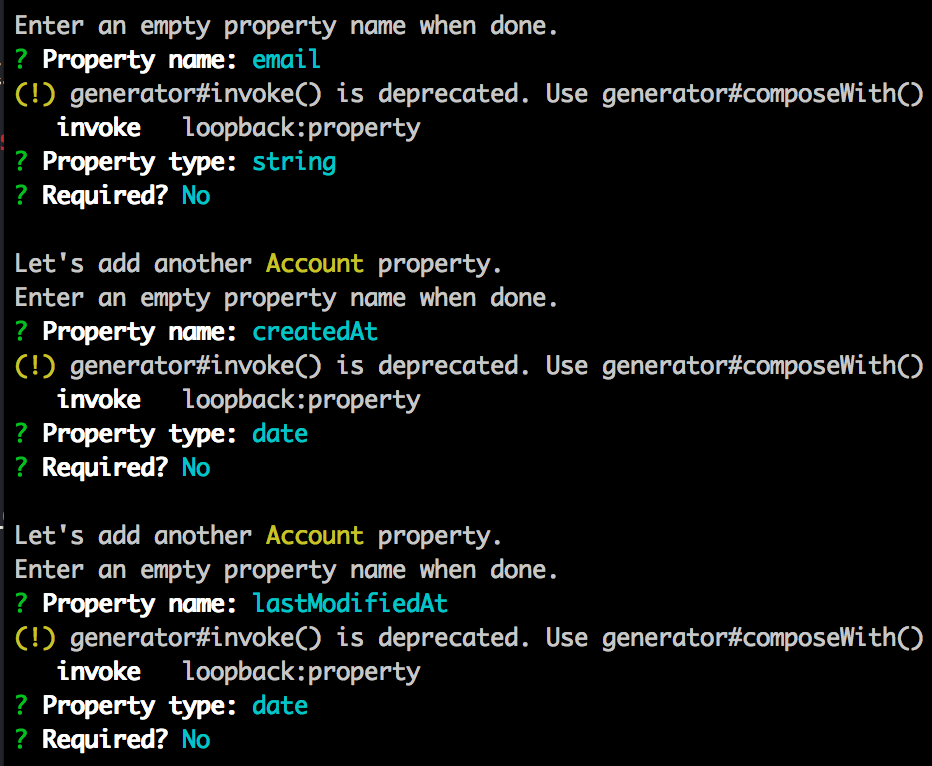 Enter an empty property name when done.
? Property name: email
(!) generator#invoke() is deprecated. Use generator#composeWith()
invoke loopback:property
? Property type: string
? Required? No
Let's add another Account property.
Enter an empty property name when done.
? Property name: createdAt
(!) generator#invoke() is deprecated. Use generator#composeWith()
invoke loopback:property
? Property type: date
? Required? No
Let's add another Account property.
Enter an empty property name when done.
? Property name: lastModifiedAt
(!) generator#invoke() is deprecated. Use generator#composeWith()
invoke loopback:property
? Property type: date
? Required? No